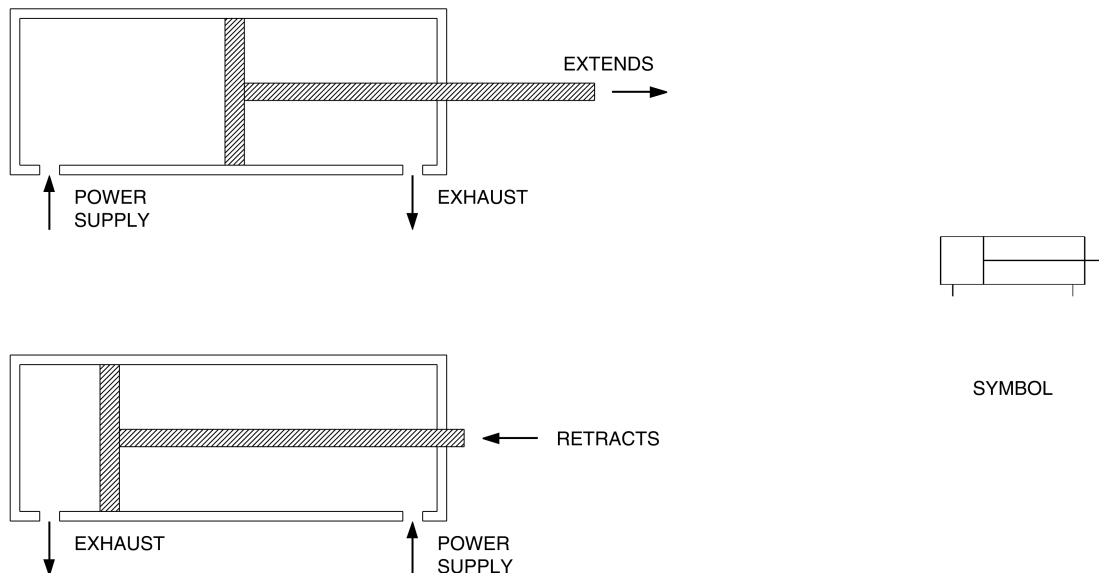 EXTENDS
POWER
SUPPLY
EXHAUST
SYMBOL
RETRACTS
EXHAUST
POWER
SUPPLY